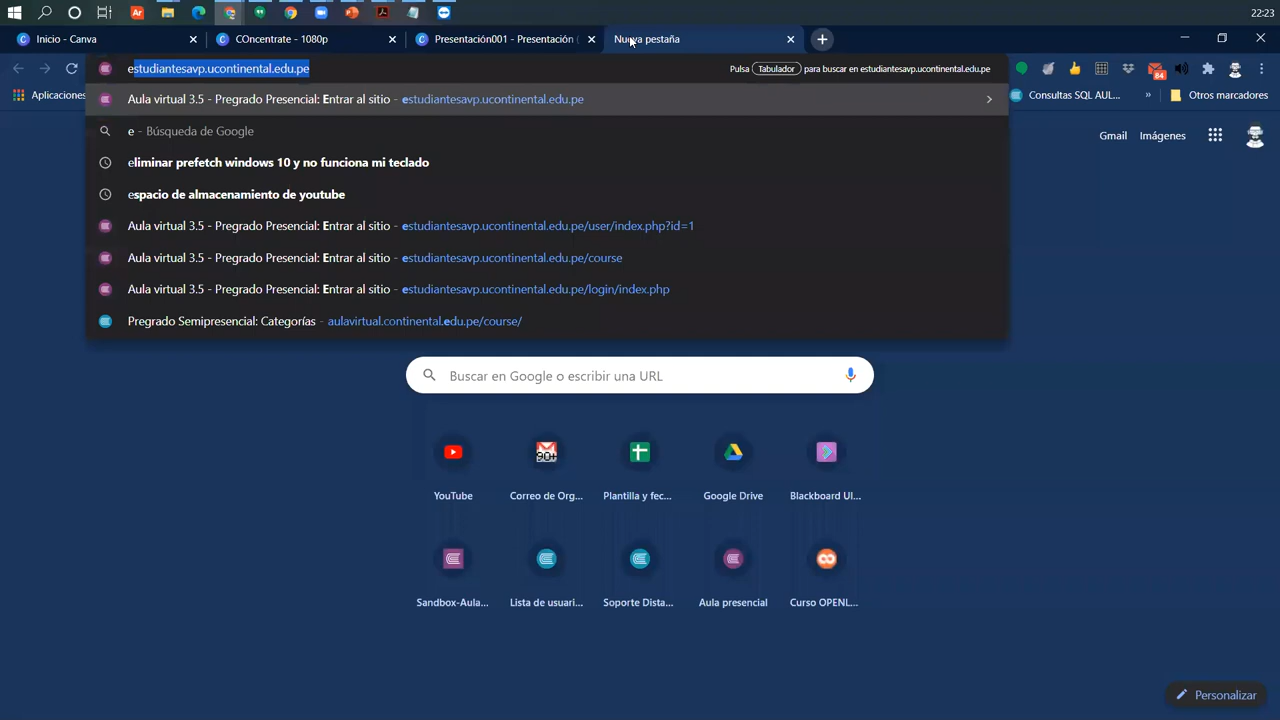 22:23
Inicio - Canva
COncentrate - 1080p
Presentación001 - Presentación (
Nueva pestaña
estudiantesavp.ucontinental.edu.pe
Pulsa Tabulador para buscar en estudiantesavp.ucontinental.edu.pe
84
Aplicaciones
Aula virtual 3.5 - Pregrado Presencial: Entrar al sitio - estudiantesavp.ucontinental.edu.pe
Consultas SQL AUL...
»
Otros marcadores
e - Búsqueda de Google
Gmail
Imágenes
eliminar prefetch windows 10 y no funciona mi teclado
espacio de almacenamiento de youtube
Aula virtual 3.5 - Pregrado Presencial: Entrar al sitio - estudiantesavp.ucontinental.edu.pe/user/index.php?id=1
Aula virtual 3.5 - Pregrado Presencial: Entrar al sitio - estudiantesavp.ucontinental.edu.pe/course
Aula virtual 3.5 - Pregrado Presencial: Entrar al sitio - estudiantesavp.ucontinental.edu.pe/login/index.php
Pregrado Semipresencial: Categorías - aulavirtual.continental.edu.pe/course/
Buscar en Google o escribir una URL
90+
YouTube
Correo de Org...
Plantilla y fec...
Google Drive
Blackboard Ul...
Sandbox-Aula...
Lista de usuari...
Soporte Dista...
Aula presencial
Curso OPENL...
Personalizar